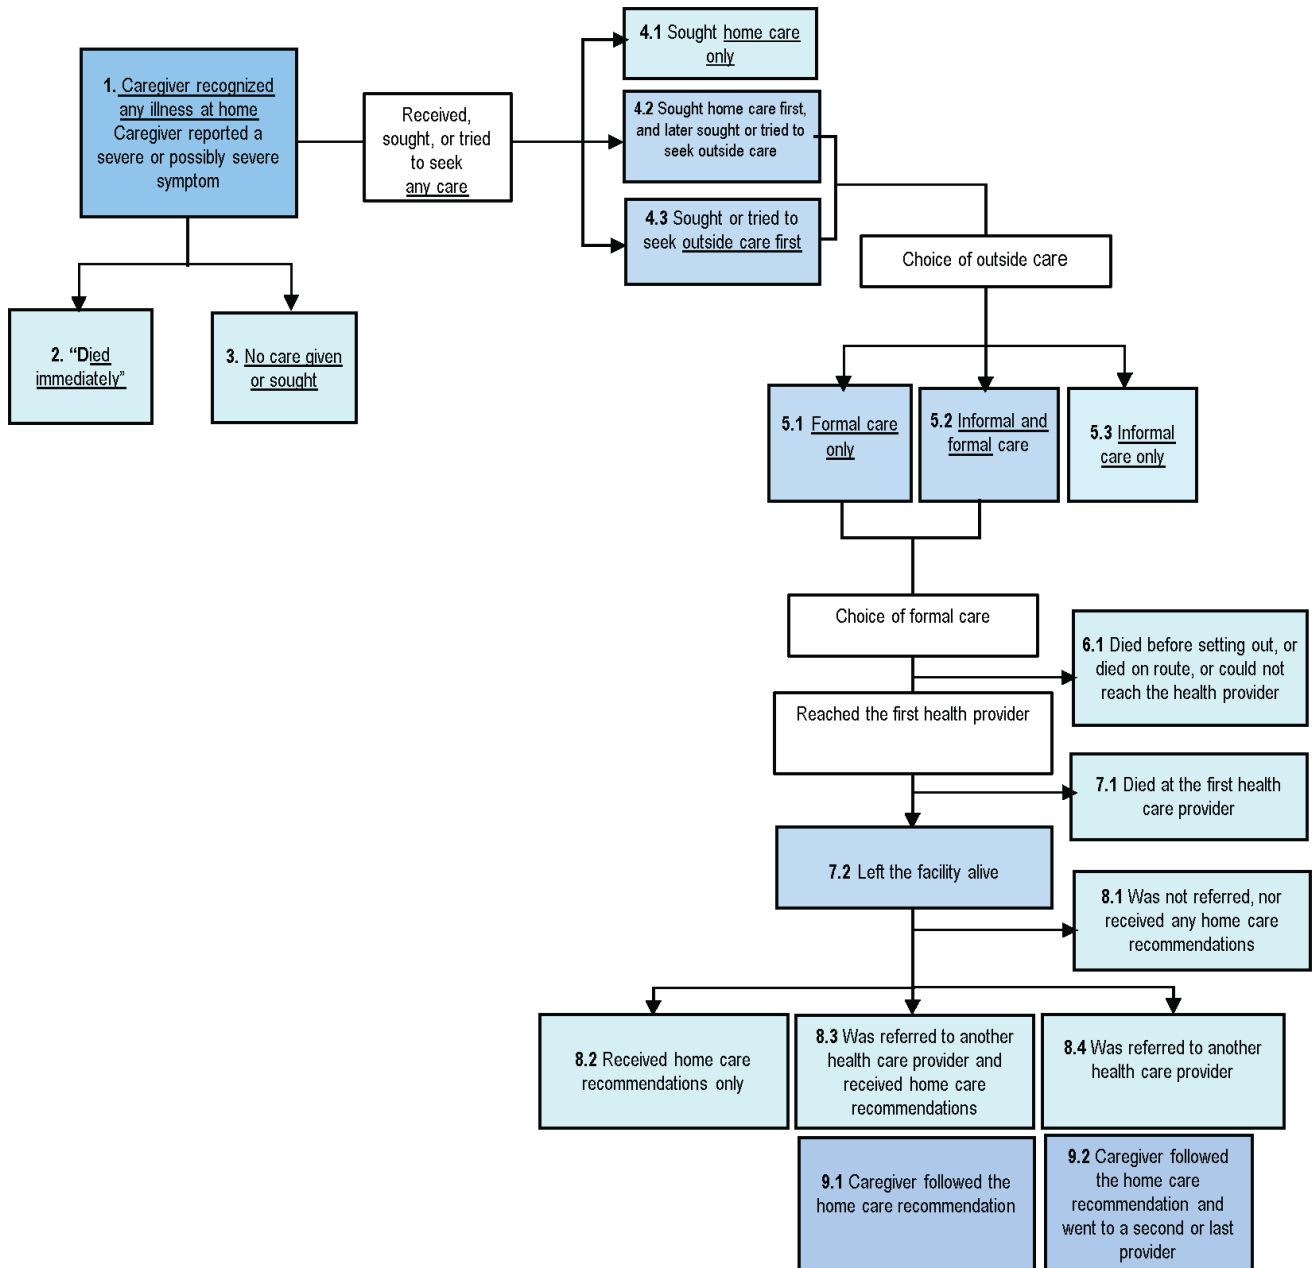 1. Caregiver recognized
any illness at home
Caregiver reported a
severe or possibly severe
symptom
Received,
sought, or tried
to seek
any care
4.1 Sought home care
only
4.2 Sought home care first,
and later sought or tried to
seek outside care
4.3 Sought or tried to
seek outside care first
2. “Died
immediately”
3. No care given
or sought
Choice of outside care
5.1 Formal care
only
5.2 Informal and
formal care
5.3 Informal
care only
Choice of formal care
6.1 Died before setting out, or
died on route, or could not
reach the health provider
Reached the first health provider
7.1 Died at the first health
care provider
7.2 Left the facility alive
8.1 Was not referred, nor
received any home care
recommendations
8.2 Received home care
recommendations only
8.3 Was referred to another
health care provider and
received home care
recommendations
8.4 Was referred to another
health care provider
9.1 Caregiver followed the
home care recommendation
9.2 Caregiver followed
the home care
recommendation and
went to a second or last
provider